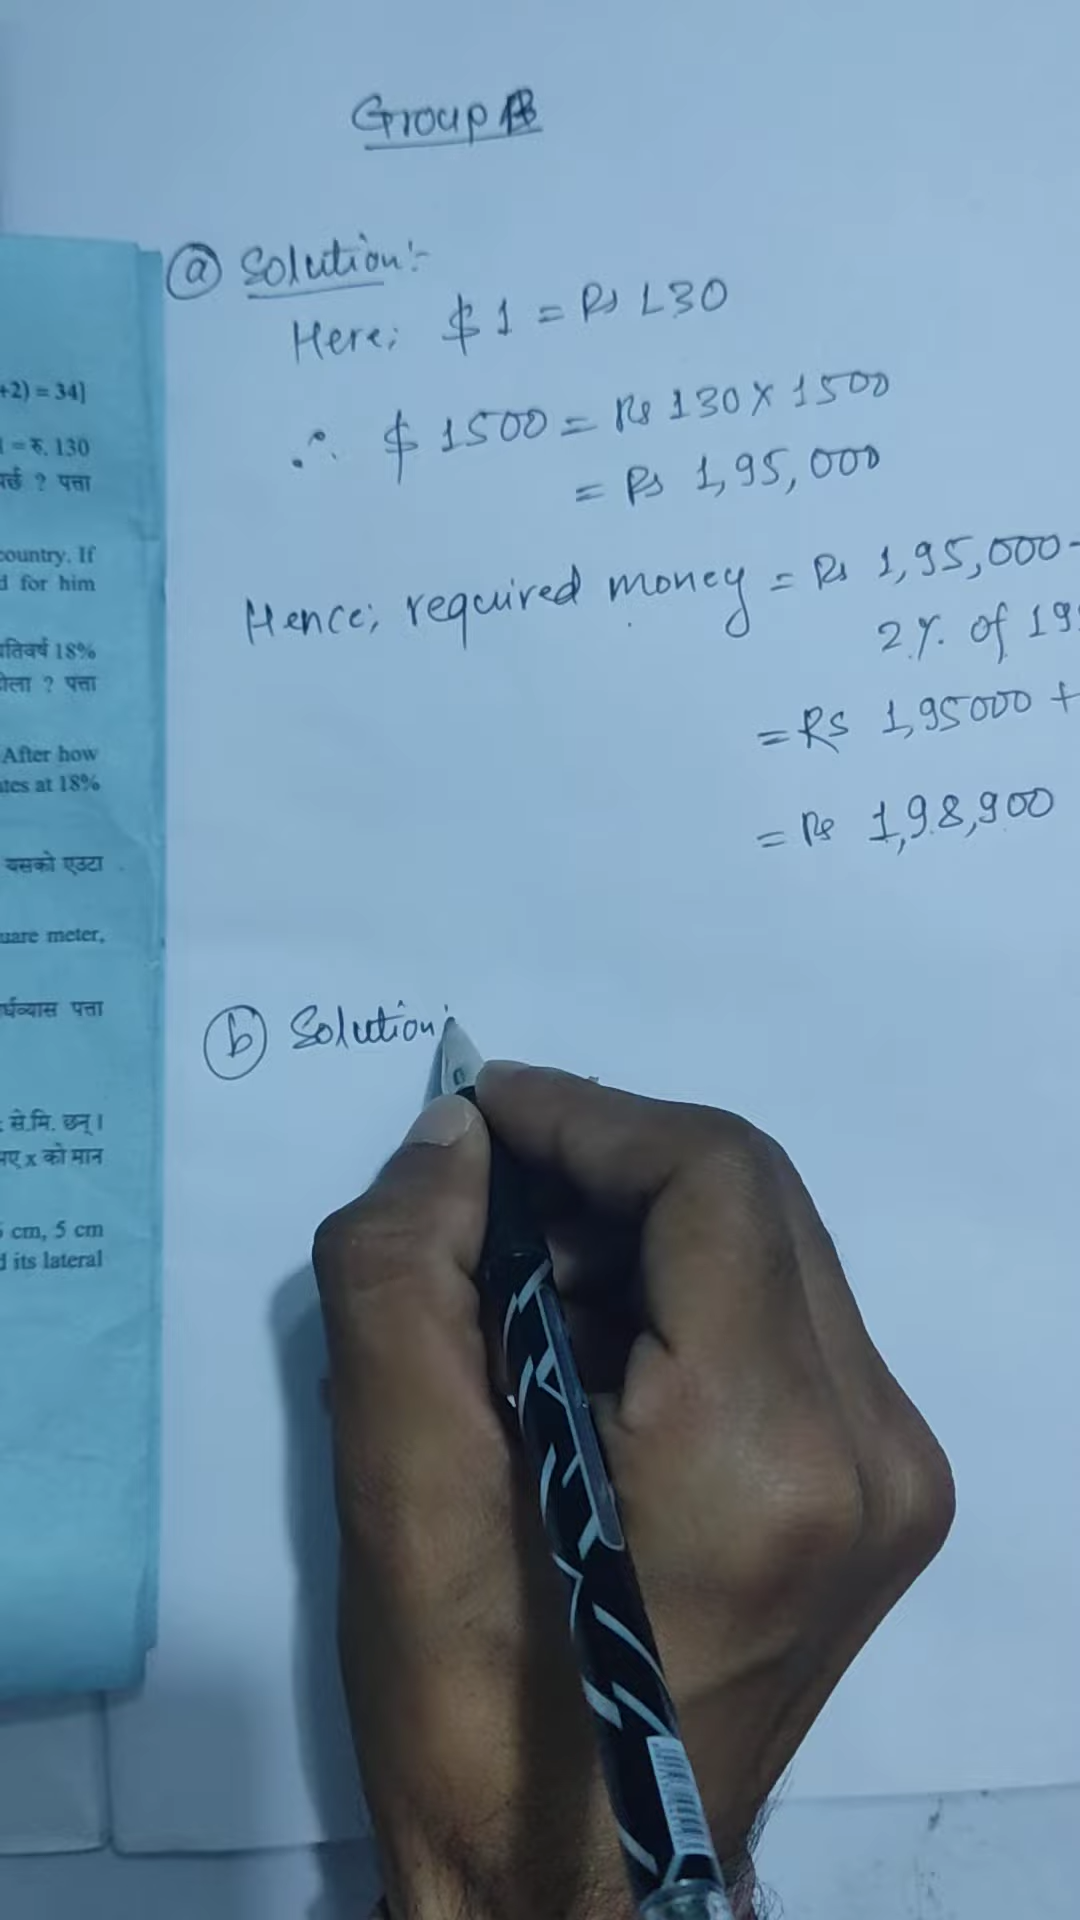 Group B
(a) Solution:-
Here; $ 1 = Rs 130
∴ $ 1500 = Rs 130 x 1500
= Rs 1,95,000
Hence; required money = Rs 1,95,000
2% of 19
= Rs 1,95000 +
= Rs 1,98,900
(b) Solution:
+2) = 34]
= रु. 130
? पत्ता
country. If
for him
18%
? पत्ता
After how
at 18%
यसको एउटा
meter,
पत्ता
से.मि. छन् ।
x को मान
cm, 5 cm
its lateral